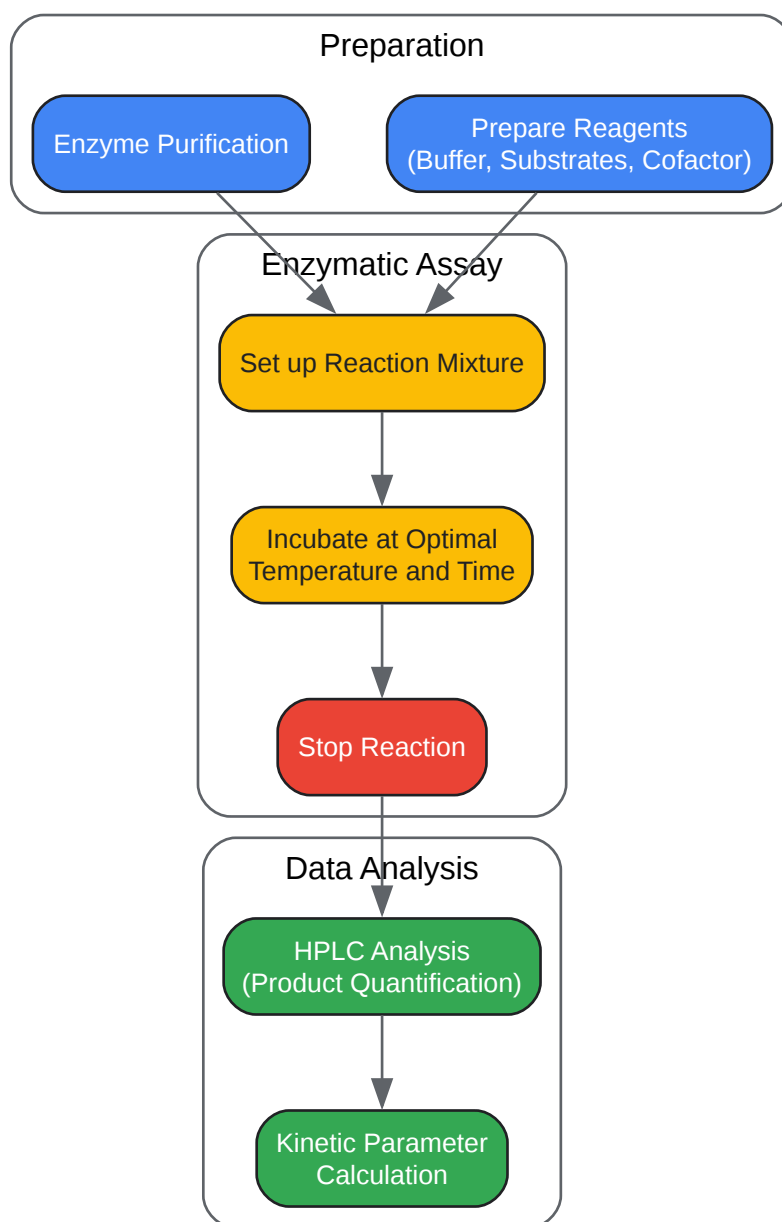 Preparation
Enzyme Purification
Prepare Reagents
(Buffer, Substrates, Cofactor)
Enzymatic Assay
Set up Reaction Mixture
Incubate at Optimal
Temperature and Time
Stop Reaction
Data Analysis
HPLC Analysis
(Product Quantification)
Kinetic Parameter
Calculation